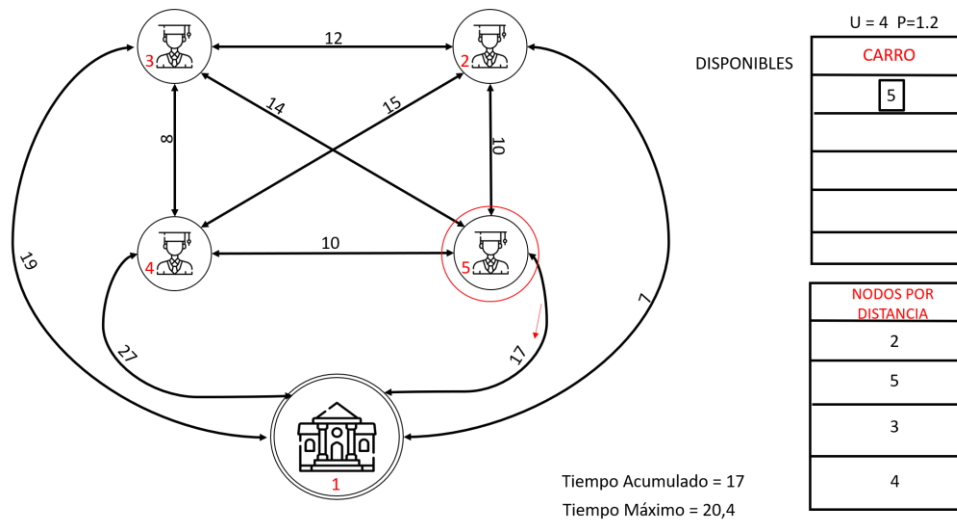 U = 4 P=1.2
DISPONIBLES
CARRO
5
12
3
2
14
15
8
10
10
4
5
19
7
27
17
1
NODOS POR
DISTANCIA
2
5
3
4
Tiempo Acumulado = 17
Tiempo Máximo = 20,4